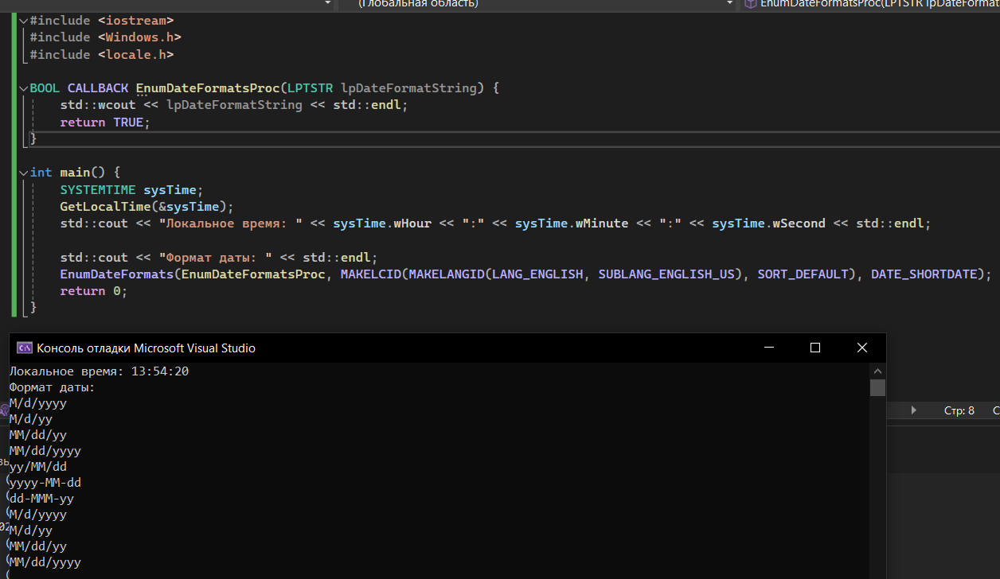 (Глобальная область)
EnumDateFormatsProc(LPTSTR lpDateFormat
#include <iostream>
#include <Windows.h>
#include <locale.h>
BOOL CALLBACK EnumDateFormatsProc(LPTSTR lpDateFormatString) {
std::wcout << lpDateFormatString << std::endl;
return TRUE;
}
int main() {
SYSTEMTIME sysTime;
GetLocalTime(&sysTime);
std::cout << "Локальное время: " << sysTime.wHour << ":" << sysTime.wMinute << ":" << sysTime.wSecond << std::endl;
std::cout << "Формат даты: " << std::endl;
EnumDateFormats(EnumDateFormatsProc, MAKELCID(MAKELANGID(LANG_ENGLISH, SUBLANG_ENGLISH_US), SORT_DEFAULT), DATE_SHORTDATE);
return 0;
}
Консоль отладки Microsoft Visual Studio
Локальное время: 13:54:20
Формат даты:
M/d/yyyy
M/d/yy
MM/dd/yy
MM/dd/yyyy
yy/MM/dd
yyyy-MM-dd
dd-MMM-yy
M/d/yyyy
M/d/yy
MM/dd/yy
MM/dd/yyyy
Стр: 8